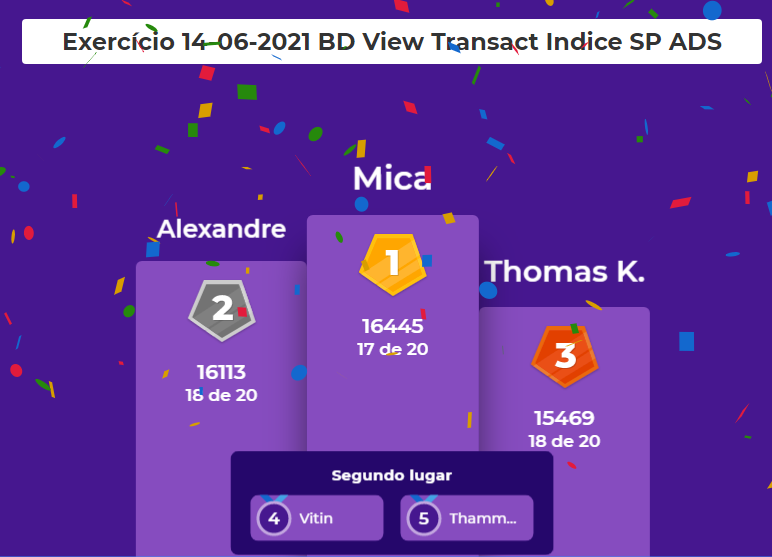 Exercício 14-06-2021 BD View Transact Indice SP ADS
Mica
Alexandre
Thomas K.
1
16445
17 de 20
2
16113
18 de 20
3
15469
18 de 20
Segundo lugar
4 Vitin
5 Thamm...